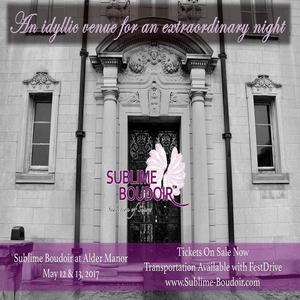 An idyllic venue for an extraordinary night
SUBLIME
BOUDOIR
Sublime Boudoir at Alder Manor
May 12 & 13, 2017
Tickets On Sale Now
Transportation Available with FestDrive
www.Sublime-Boudoir.com